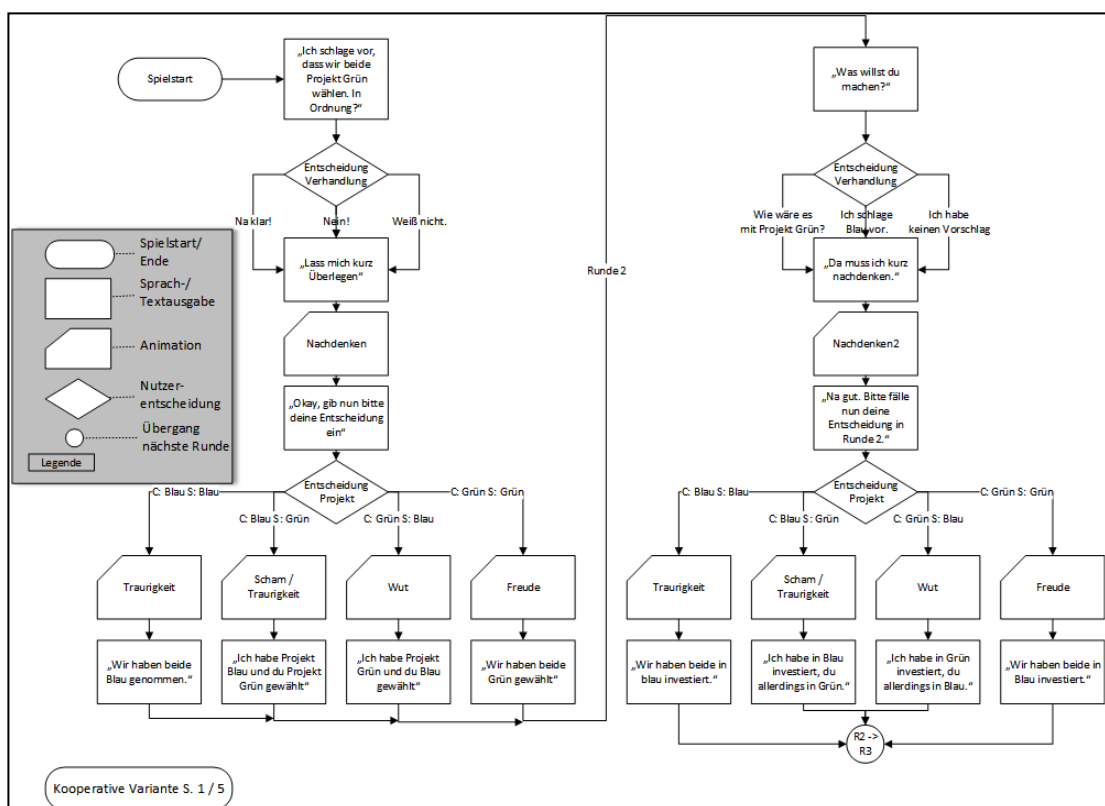 Spielstart
„Ich schlage vor,
dass wir beide
Projekt Grün
wählen. In
Ordnung?“
Entscheidung
Verhandlung
Na klar!
Nein!
Weiß nicht.
„Lass mich kurz
Überlegen“
Nachdenken
„Okay, gib nun bitte
deine Entscheidung
ein“
Entscheidung
Projekt
C: Blau S: Blau
C: Blau S: Grün
C: Grün S: Blau
C: Grün S: Grün
Traurigkeit
Scham /
Traurigkeit
Wut
Freude
„Wir haben beide
Blau genommen.“
„Ich habe Projekt
Blau und du Projekt
Grün gewählt“
„Ich habe Projekt
Grün und du Blau
gewählt“
„Wir haben beide
Grün gewählt“
Runde 2
„Was willst du
machen?“
Entscheidung
Verhandlung
Wie wäre es
mit Projekt Grün?
Ich schlage
Blau vor.
Ich habe
keinen Vorschlag
„Da muss ich kurz
nachdenken.“
Nachdenken2
„Na gut. Bitte fälle
nun deine
Entscheidung in
Runde 2.“
Entscheidung
Projekt
C: Blau S: Blau
C: Blau S: Grün
C: Grün S: Blau
C: Grün S: Grün
Traurigkeit
Scham /
Traurigkeit
Wut
Freude
„Wir haben beide in
blau investiert.“
„Ich habe in Blau
investiert, du
allerdings in Grün.“
„Ich habe in Grün
investiert, du
allerdings in Blau.“
„Wir haben beide in
Blau investiert.“
R2 ->
R3
Spielstart/
Ende
Sprach-/
Textausgabe
Animation
Nutzer-
entscheidung
Übergang
nächste Runde
Legende
Kooperative Variante S. 1 / 5